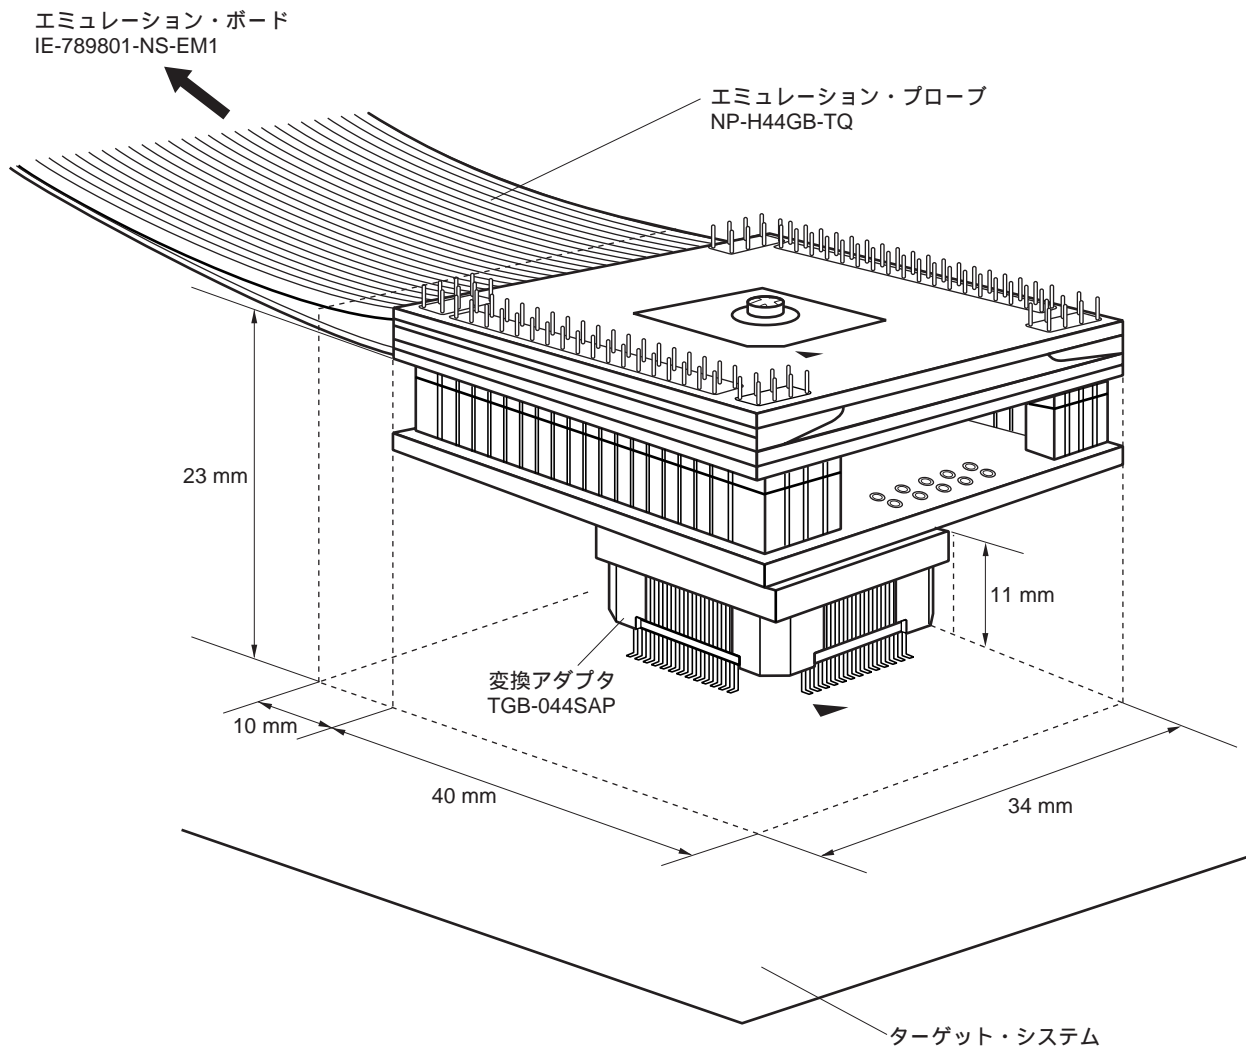 エミュレーション・ボード
IE-789801-NS-EM1
エミュレーション・プローブ
NP-H44GB-TQ
23 mm
11 mm
変換アダプタ
TGB-044SAP
10 mm
40 mm
34 mm
ターゲット・システム